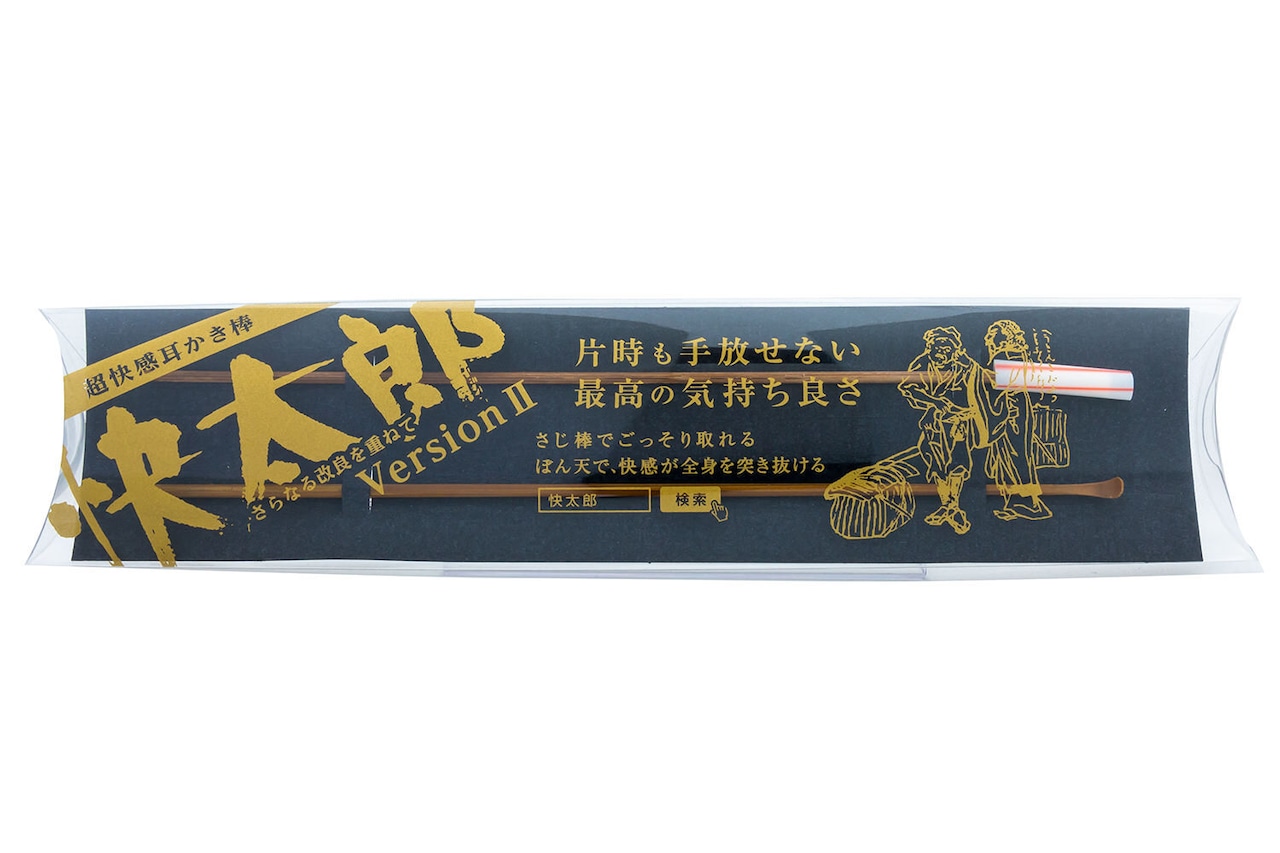 超快感耳かき棒
快太郎
さらなる改良を重ねて
Version II
片時も手放せない
最高の気持ち良さ
さじ棒でごっそり取れる
ぼん天で、快感が全身を突き抜ける
快太郎 検索